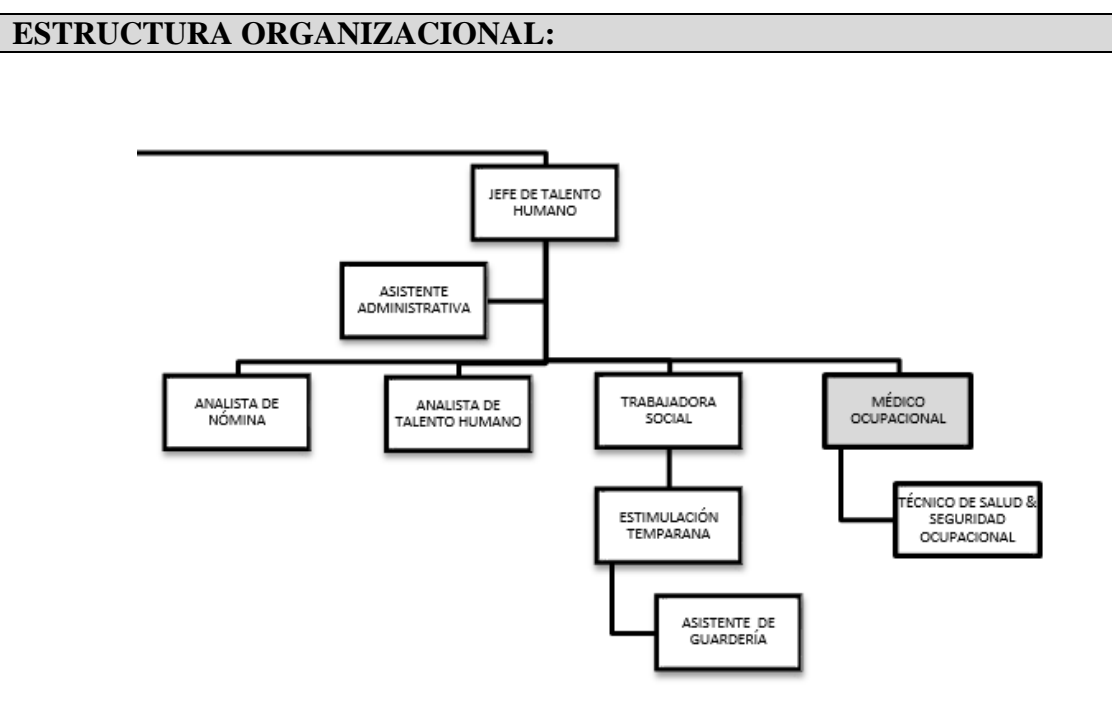 ESTRUCTURA ORGANIZACIONAL:
JEFE DE TALENTO
HUMANO
ASISTENTE
ADMINISTRATIVA
ANALISTA DE
NÓMINA
ANALISTA DE
TALENTO HUMANO
TRABAJADORA
SOCIAL
MÉDICO
OCUPACIONAL
ESTIMULACIÓN
TEMPARANA
TÉCNICO DE SALUD &
SEGURIDAD
OCUPACIONAL
ASISTENTE DE
GUARDERÍA